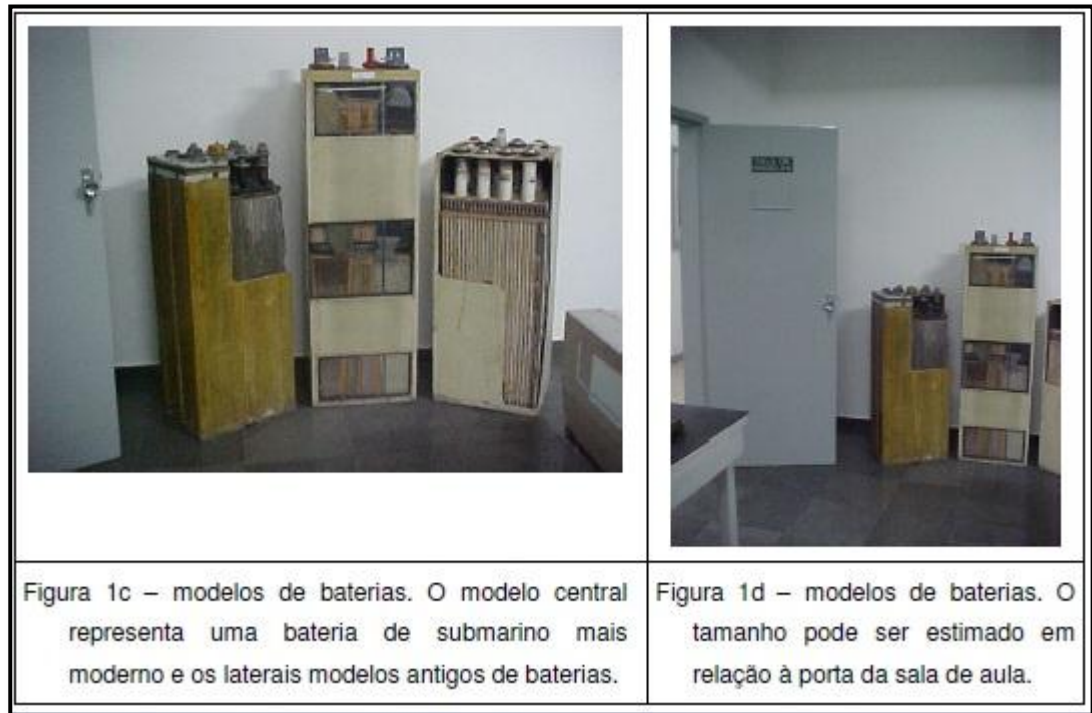 Figura 1c – modelos de baterias. O modelo central
representa uma bateria de submarino mais
moderno e os laterais modelos antigos de baterias.
Figura 1d – modelos de baterias. O
tamanho pode ser estimado em
relação à porta da sala de aula.